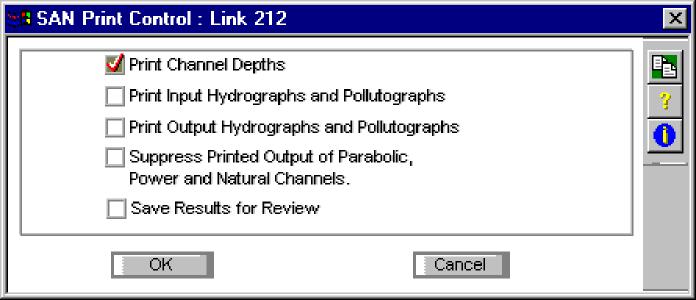 SAN Print Control : Link 212
Print Channel Depths
Print Input Hydrographs and Pollutographs
Print Output Hydrographs and Pollutographs
Suppress Printed Output of Parabolic,
Power and Natural Channels.
Save Results for Review
OK
Cancel